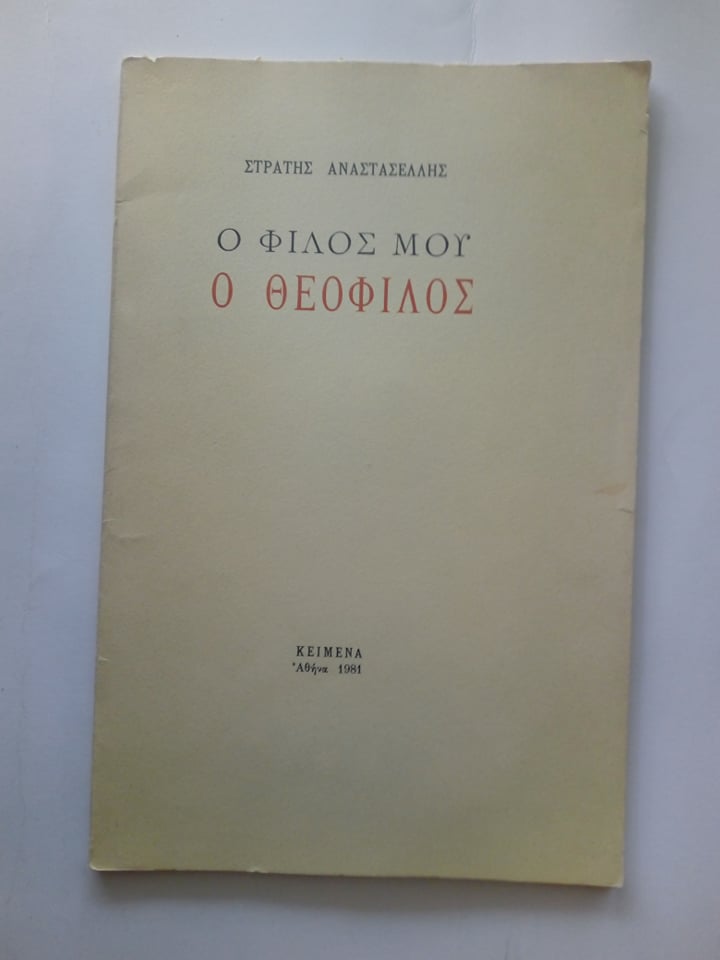 ΣΤΡΑΤΗΣ ΑΝΑΣΤΑΣΕΛΛΗΣ
Ο ΦΙΛΟΣ ΜΟΥ
Ο ΘΕΟΦΙΛΟΣ
ΚΕΙΜΕΝΑ
Ἀθήνα 1981